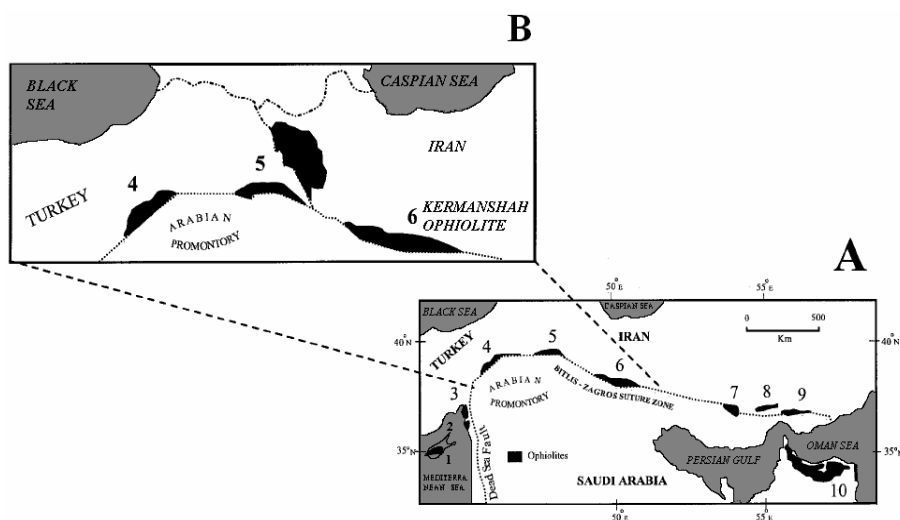 B
BLACK
SEA
CASPIAN SEA
IRAN
5
4
TURKEY
ARABIAN
PROMONTORY
6 KERMANSHAH
OPHIOLITE
A
50 E
55 E
BLACK SEA
CASPIAN SEA
0 500
Km
40 N
40
TURKEY
IRAN
4
5
6
ARABIAN
PROMONTORY
BITLIS - ZAGROS SUTURE ZONE
3
7
8
9
2
1
35 N
35
MEDITERRA
NEAN SEA
Dead sea Fault
Ophiolites
SAUDI ARABIA
PERSIAN GULF
OMAN SEA
10
50 E
55 E